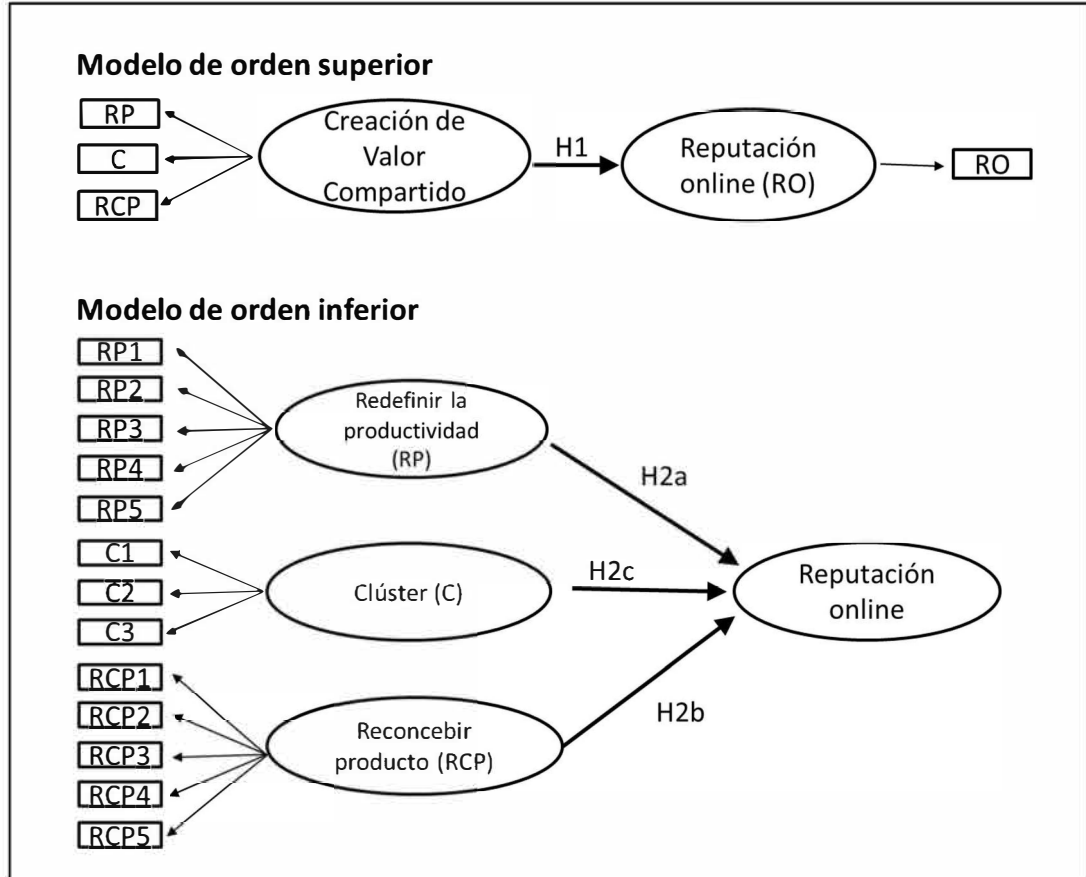 Modelo de orden superior
RP
C
RCP
Creación de
Valor
Compartido
H1
Reputación
online (RO)
RO
Modelo de orden inferior
RP1
RP2
RP3
RP4
RP5
Redefinir la
productividad
(RP)
H2a
C1
C2
C3
Clúster (C)
H2c
Reputación
online
RCP1
RCP2
RCP3
RCP4
RCP5
Reconcebir
producto (RCP)
H2b